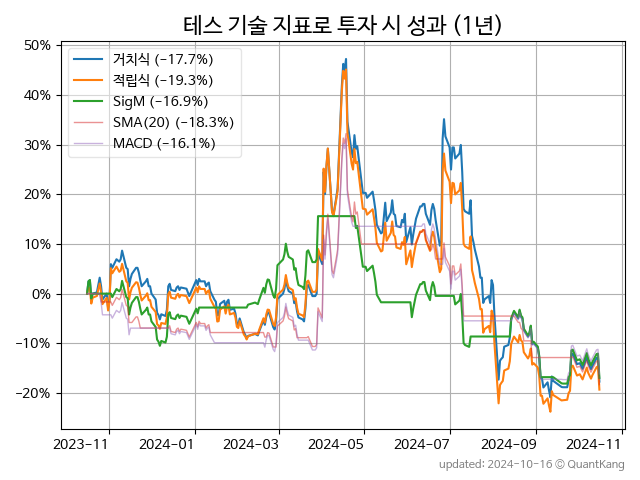 테스 기술 지표로 투자 시 성과 (1년)
50%
40%
30%
20%
10%
0%
−10%
−20%
거치식 (−17.7%)
적립식 (−19.3%)
SigM (−16.9%)
SMA(20) (−18.3%)
MACD (−16.1%)
2023-11 2024-01 2024-03 2024-05 2024-07 2024-09 2024-11
updated: 2024-10-16 © QuantKang